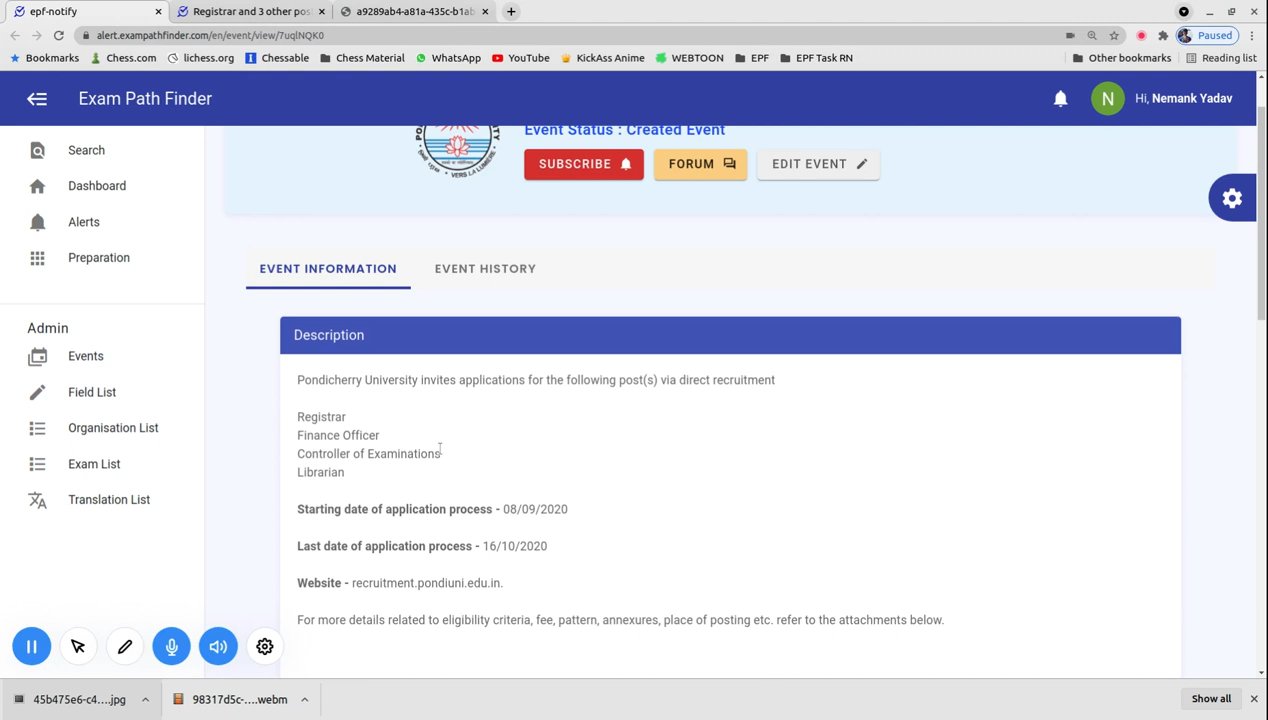 epf-notify
Registrar and 3 other pos
a9289ab4-a81a-435c-b1ab
alert.exampathfinder.com/en/event/view/7uqlNQK0
Paused
Bookmarks
Chess.com
lichess.org
Chessable
Chess Material
WhatsApp
YouTube
KickAss Anime
WEBTOON
EPF
EPF Task RN
Other bookmarks
Reading list
Exam Path Finder
N
Hi, Nemank Yadav
Search
Dashboard
Alerts
Preparation
Admin
Events
Field List
Organisation List
Exam List
Translation List
VERS LA LUMIERE
Event Status : Created Event
SUBSCRIBE
FORUM
EDIT EVENT
EVENT INFORMATION
EVENT HISTORY
Description
Pondicherry University invites applications for the following post(s) via direct recruitment
Registrar
Finance Officer
Controller of Examinations
Librarian
Starting date of application process - 08/09/2020
Last date of application process - 16/10/2020
Website - recruitment.pondiuni.edu.in.
For more details related to eligibility criteria, fee, pattern, annexures, place of posting etc. refer to the attachments below.
45b475e6-c4....jpg
98317d5c-....webm
Show all